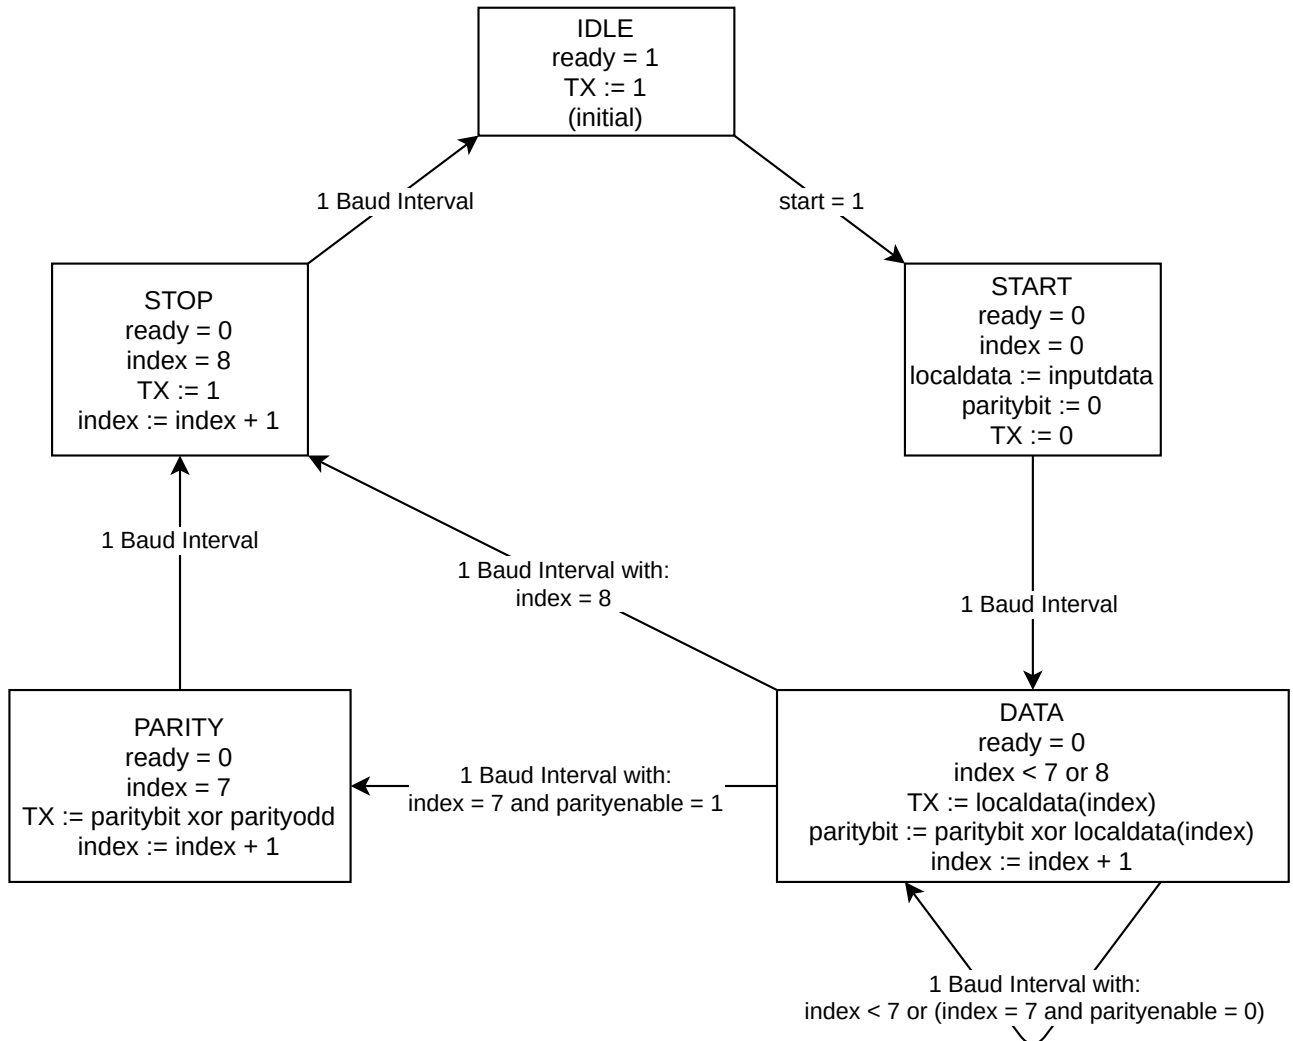 IDLE
ready = 1
TX := 1
(initial)
1 Baud Interval
start = 1
STOP
ready = 0
index = 8
TX := 1
index := index + 1
START
ready = 0
index = 0
localdata := inputdata
paritybit := 0
TX := 0
1 Baud Interval
1 Baud Interval with:
index = 8
1 Baud Interval
PARITY
ready = 0
index = 7
TX := paritybit xor parityodd
index := index + 1
1 Baud Interval with:
index = 7 and parityenable = 1
DATA
ready = 0
index < 7 or 8
TX := localdata(index)
paritybit := paritybit xor localdata(index)
index := index + 1
1 Baud Interval with:
index < 7 or (index = 7 and parityenable = 0)